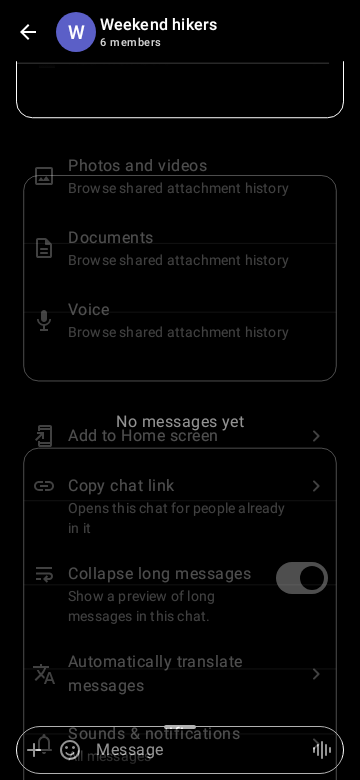 W
Weekend hikers
6 members
Photos and videos
Browse shared attachment history
Documents
Browse shared attachment history
Voice
Browse shared attachment history
No messages yet
Add to Home screen
Copy chat link
Opens this chat for people already
in it
Collapse long messages
Show a preview of long
messages in this chat.
Automatically translate
messages
Sounds & notifications
Message
All messages